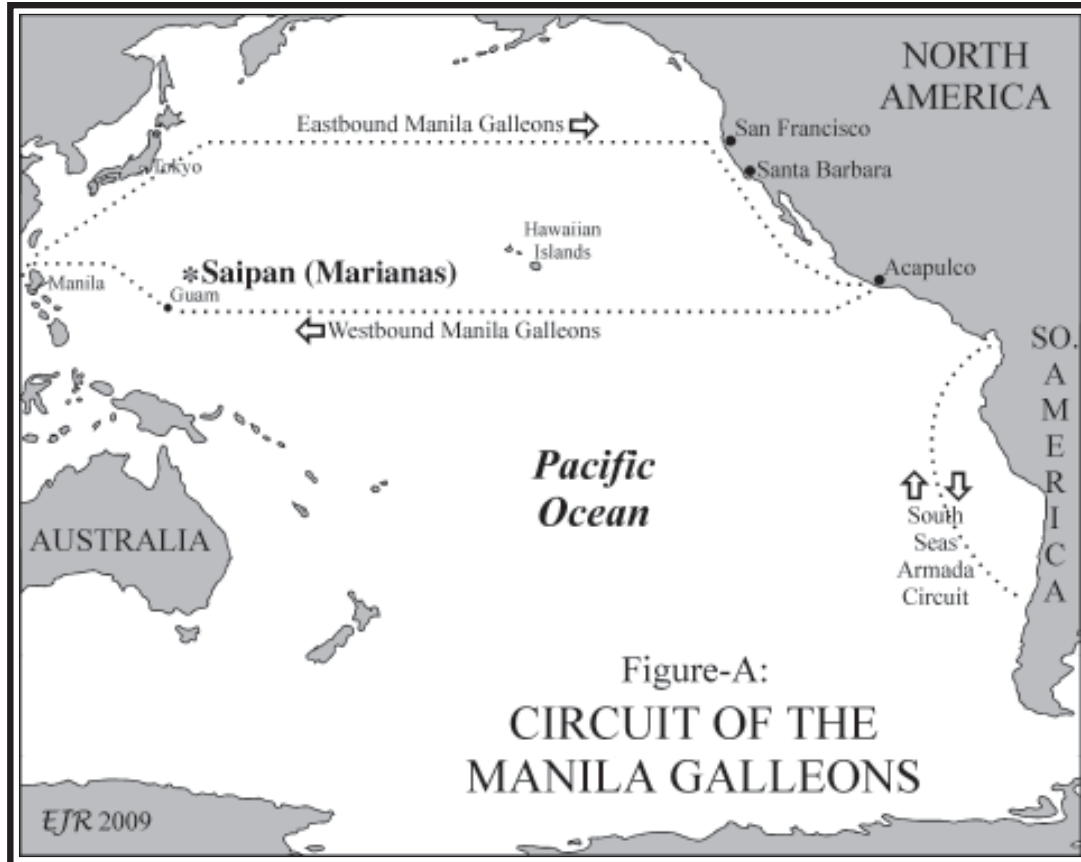 NORTH
AMERICA
Eastbound Manila Galleons
San Francisco
Tokyo
Santa Barbara
Hawaiian
Islands
*Saipan (Marianas)
Acapulco
Manila
Guam
Westbound Manila Galleons
SO.
A
M
E
R
I
C
A
Pacific
Ocean
South
Seas
Armada
Circuit
AUSTRALIA
Figure-A:
CIRCUIT OF THE
MANILA GALLEONS
EJR 2009